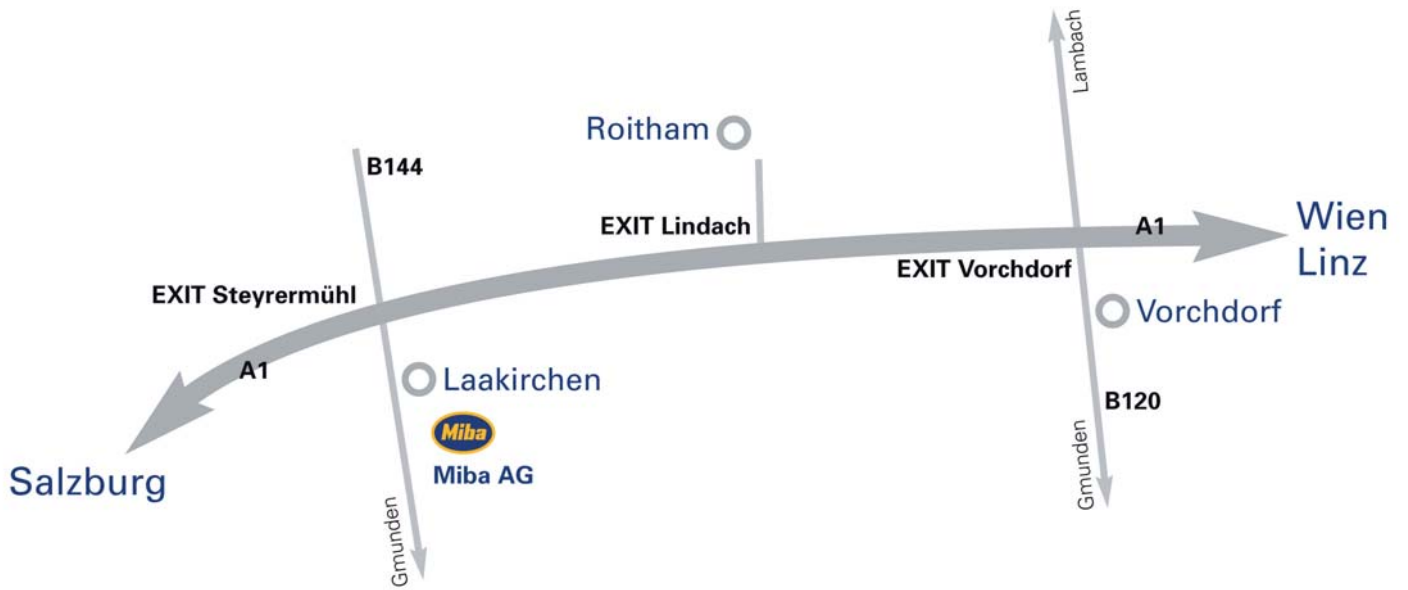 Lambach
Roitham
B144
EXIT Lindach
A1
Wien
Linz
EXIT Vorchdorf
EXIT Steyrermühl
Vorchdorf
A1
Laakirchen
B120
Miba
Miba AG
Salzburg
Gmunden
Gmunden